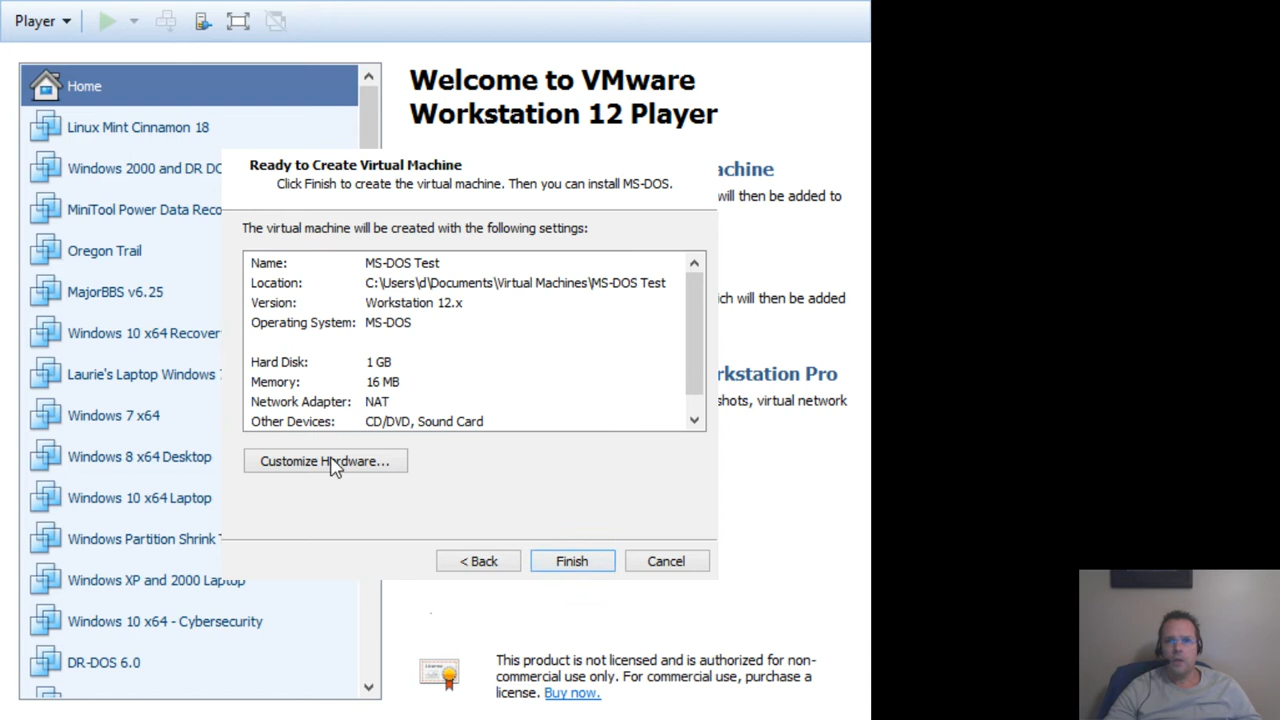 Player
Home
Linux Mint Cinnamon 18
Windows 2000 and DR DO
MiniTool Power Data Reco
Oregon Trail
MajorBBS v6.25
Windows 10 x64 Recover
Laurie's Laptop Windows 7
Windows 7 x64
Windows 8 x64 Desktop
Windows 10 x64 Laptop
Windows Partition Shrink T
Windows XP and 2000 Laptop
Windows 10 x64 - Cybersecurity
DR-DOS 6.0
Welcome to VMware
Workstation 12 Player
achine
will then be added to
ich will then be added
rkstation Pro
shots, virtual network
Ready to Create Virtual Machine
Click Finish to create the virtual machine. Then you can install MS-DOS.
The virtual machine will be created with the following settings:
Name: MS-DOS Test
Location: C:\Users\d\Documents\Virtual Machines\MS-DOS Test
Version: Workstation 12.x
Operating System: MS-DOS
Hard Disk: 1 GB
Memory: 16 MB
Network Adapter: NAT
Other Devices: CD/DVD, Sound Card
Customize Hardware...
< Back Finish Cancel
This product is not licensed and is authorized for non-
commercial use only. For commercial use, purchase a
license. Buy now.